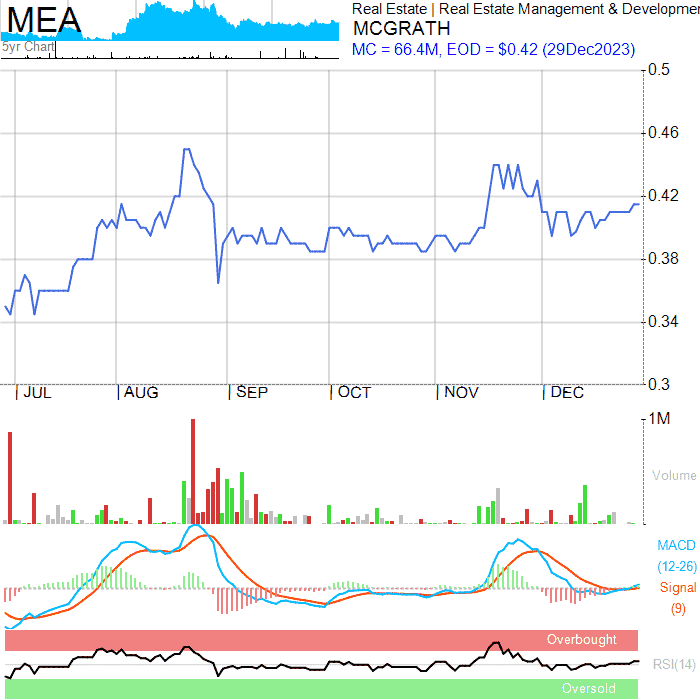 MEA
5yr Chart
Real Estate | Real Estate Management & Developmen
MCGRATH
MC = 66.4M, EOD = $0.42 (29Dec2023)
0.5
0.46
0.42
0.38
0.34
0.3
JUL AUG SEP OCT NOV DEC
1M
Volume
MACD
(12-26)
Signal
(9)
Overbought
RSI(14)
Oversold